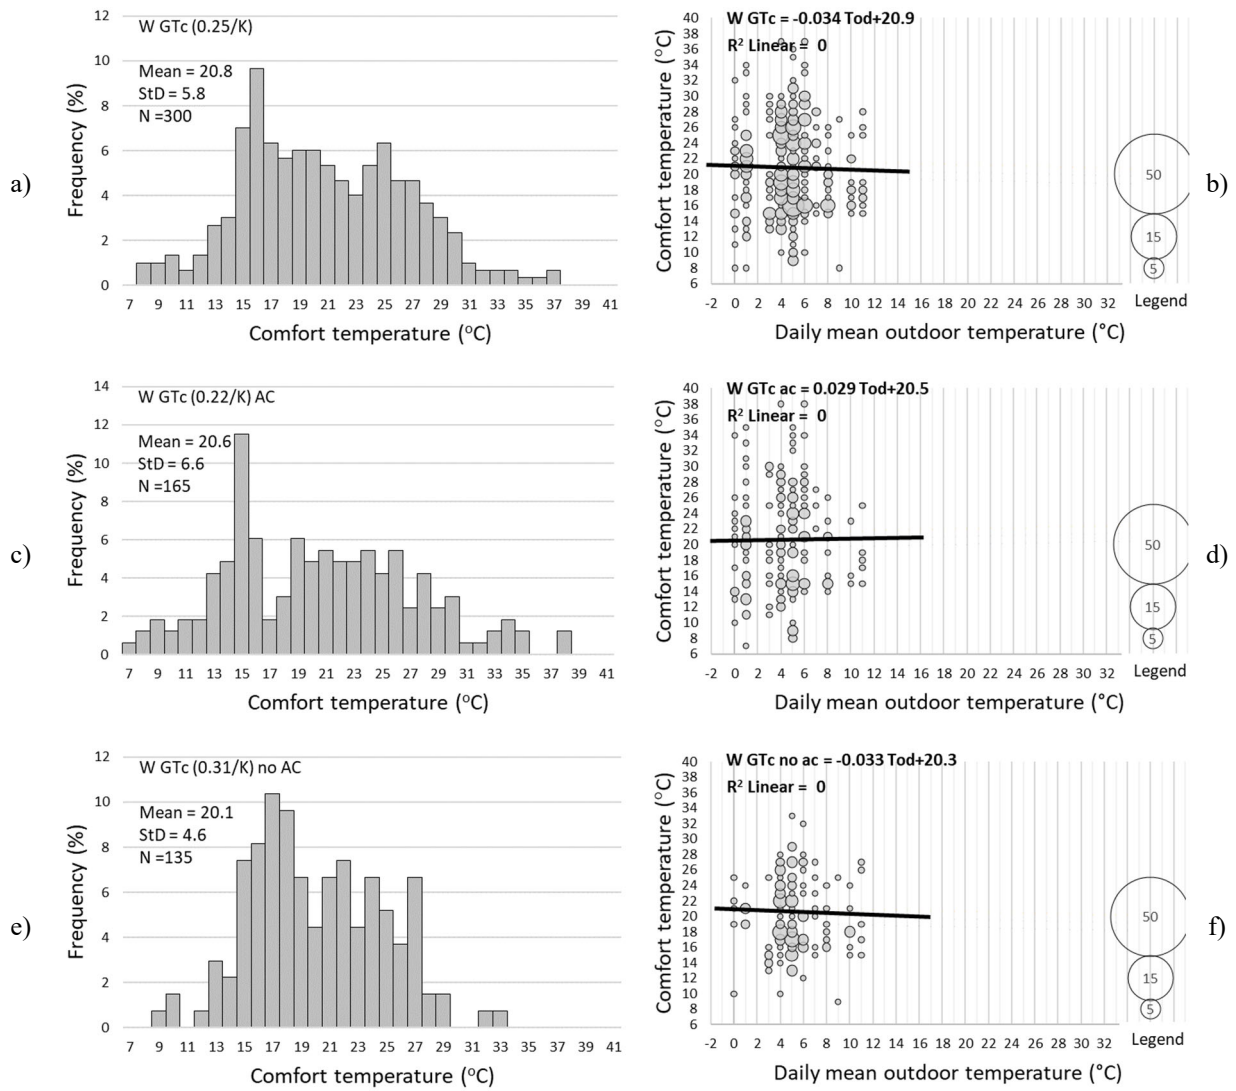 a)
W GTc (0.25/K)
Mean = 20.8
StD = 5.8
N =300
Frequency (%)
12
10
8
6
4
2
0
7 9 11 13 15 17 19 21 23 25 27 29 31 33 35 37 39 41
Comfort temperature (°C)
b)
W GTc = -0.034 Tod+20.9
R² Linear = 0
Comfort temperature (°C)
40
38
36
34
32
30
28
26
24
22
20
18
16
14
12
10
8
6
-2 0 2 4 6 8 10 12 14 16 18 20 22 24 26 28 30 32
Daily mean outdoor temperature (°C)
50
15
5
Legend
c)
W GTc (0.22/K) AC
Mean = 20.6
StD = 6.6
N =165
Frequency (%)
14
12
10
8
6
4
2
0
7 9 11 13 15 17 19 21 23 25 27 29 31 33 35 37 39 41
Comfort temperature (°C)
d)
W GTc ac = 0.029 Tod+20.5
R² Linear = 0
Comfort temperature (°C)
40
38
36
34
32
30
28
26
24
22
20
18
16
14
12
10
8
6
-2 0 2 4 6 8 10 12 14 16 18 20 22 24 26 28 30 32
Daily mean outdoor temperature (°C)
50
15
5
Legend
e)
W GTc (0.31/K) no AC
Mean = 20.1
StD = 4.6
N =135
Frequency (%)
12
10
8
6
4
2
0
7 9 11 13 15 17 19 21 23 25 27 29 31 33 35 37 39 41
Comfort temperature (°C)
f)
W GTc no ac = -0.033 Tod+20.3
R² Linear = 0
Comfort temperature (°C)
40
38
36
34
32
30
28
26
24
22
20
18
16
14
12
10
8
6
-2 0 2 4 6 8 10 12 14 16 18 20 22 24 26 28 30 32
Daily mean outdoor temperature (°C)
50
15
5
Legend